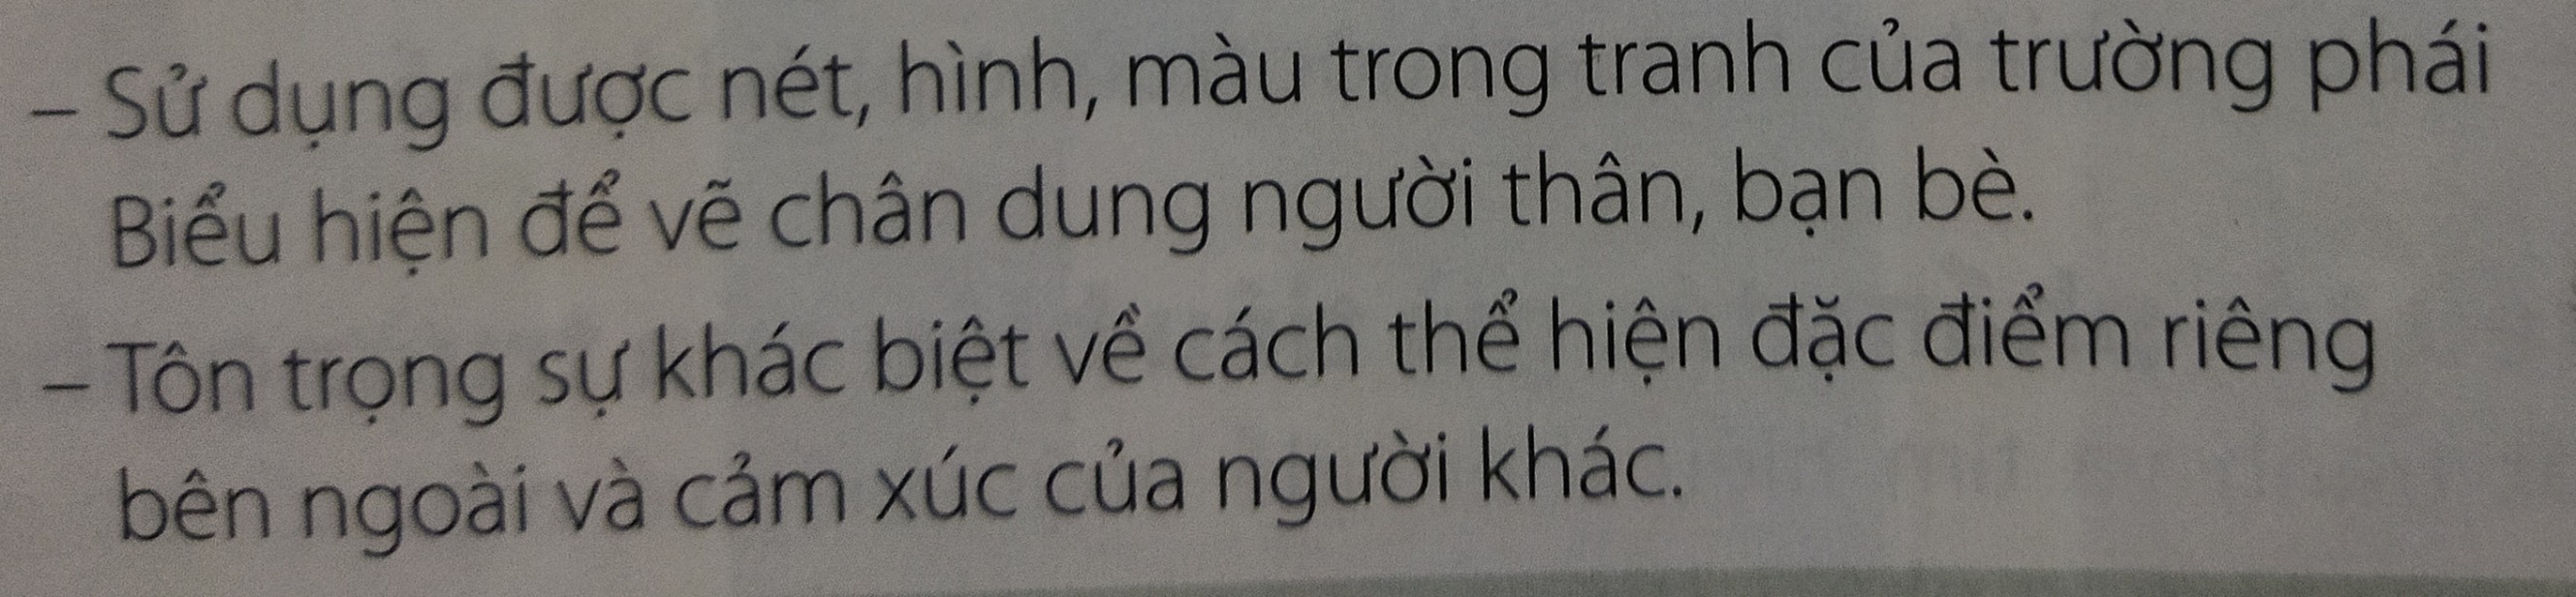 – Sử dụng được nét, hình, màu trong tranh của trường phái
Biểu hiện để vẽ chân dung người thân, bạn bè.
– Tôn trọng sự khác biệt về cách thể hiện đặc điểm riêng
bên ngoài và cảm xúc của người khác.